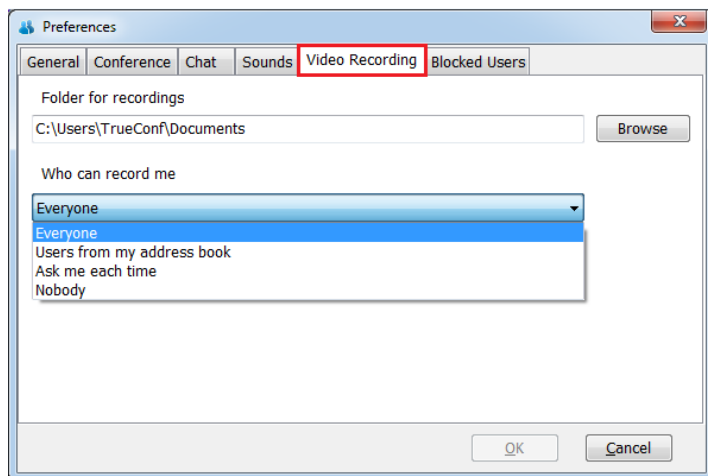 Preferences
General Conference Chat Sounds Video Recording Blocked Users
Folder for recordings
C:\Users\TrueConf\Documents Browse
Who can record me
Everyone
Everyone
Users from my address book
Ask me each time
Nobody
OK Cancel